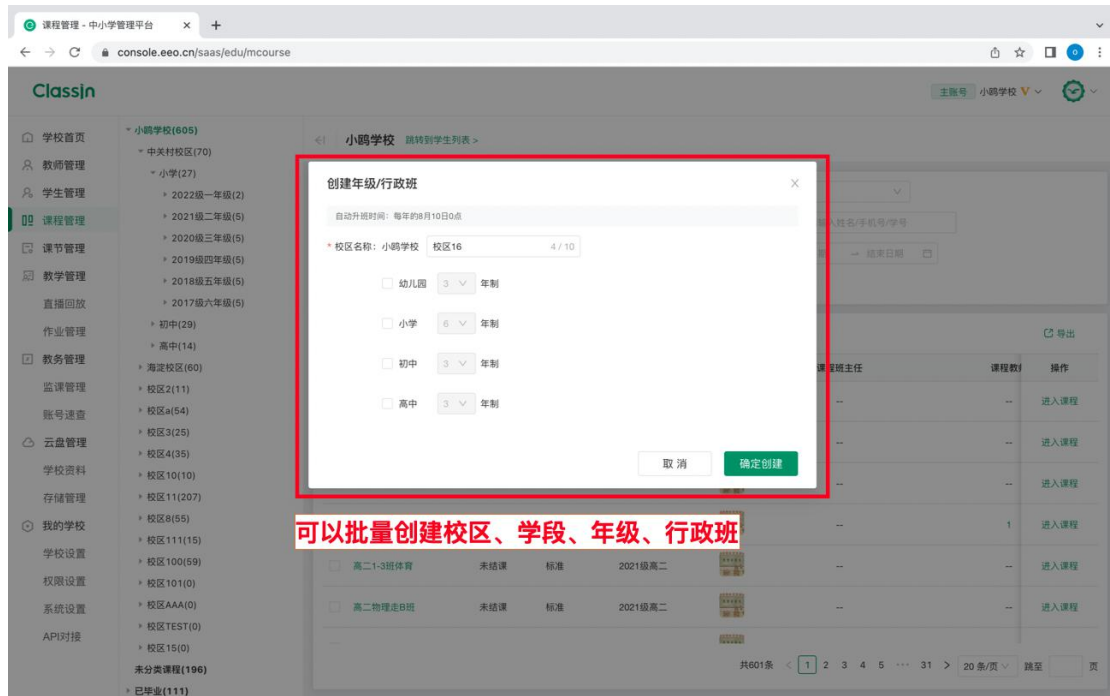 课程管理 - 中小学管理平台
console.eeo.cn/saas/edu/mcourse
ClassIn
主账号 小鸥学校
学校首页
教师管理
学生管理
课程管理
课节管理
教学管理
直播回放
作业管理
教务管理
监课管理
账号速查
云盘管理
学校资料
存储管理
我的学校
学校设置
权限设置
系统设置
API对接
小鸥学校(605)
中关村校区(70)
小学(27)
2022级一年级(2)
2021级二年级(5)
2020级三年级(5)
2019级四年级(5)
2018级五年级(5)
2017级六年级(5)
初中(29)
高中(14)
海淀校区(60)
校区2(11)
校区a(54)
校区3(25)
校区4(35)
校区10(10)
校区11(207)
校区8(55)
校区111(15)
校区100(59)
校区101(0)
校区AAA(0)
校区TEST(0)
校区15(0)
未分类课程(196)
已毕业(111)
小鸥学校 跳转到学生列表 >
创建年级/行政班
自动升班时间：每年的8月10日0点
* 校区名称：小鸥学校 校区16 4 / 10
幼儿园 3 年制
小学 6 年制
初中 3 年制
高中 3 年制
取 消 确定创建
输入姓名/手机号/学号
→ 结束日期
导出
课程班主任 课程教 操作
-- -- 进入课程
-- -- 进入课程
-- -- 进入课程
-- 1 进入课程
可以批量创建校区、学段、年级、行政班
高二1-3班体育 未结课 标准 2021级高二 -- -- 进入课程
高二物理走B班 未结课 标准 2021级高二 -- -- 进入课程
共601条 < 1 2 3 4 5 ··· 31 > 20 条/页 跳至 页